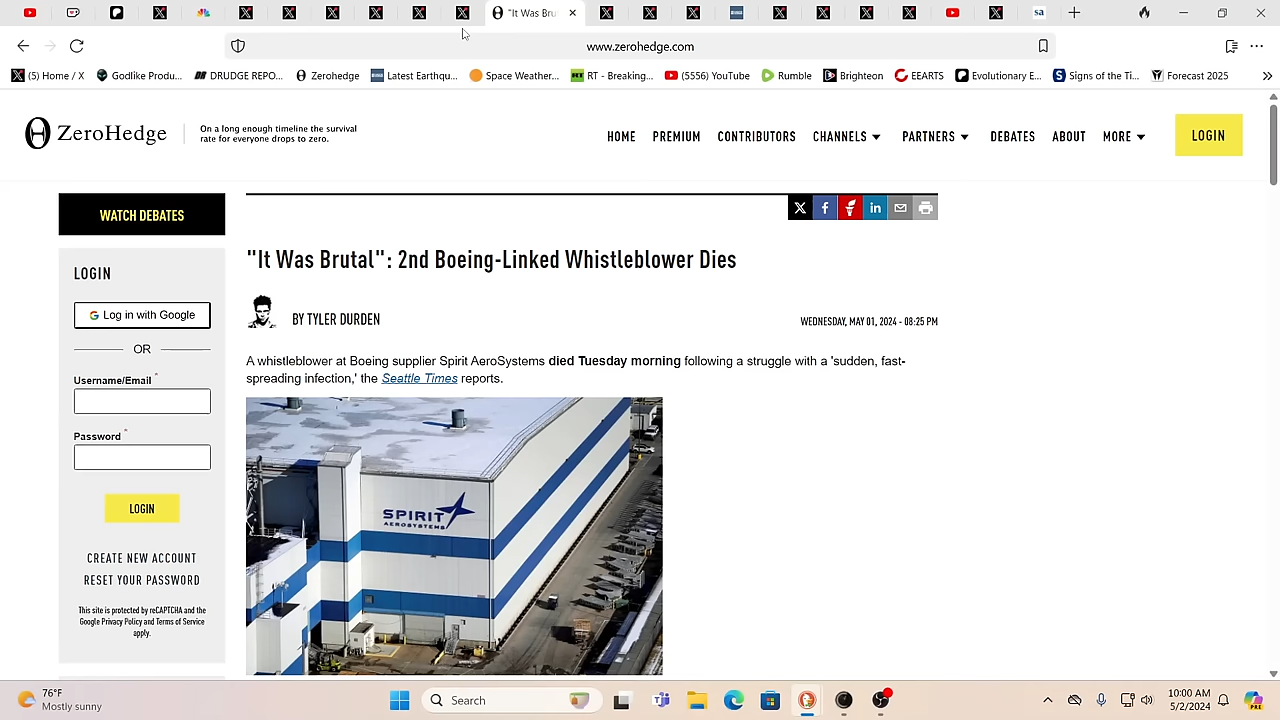 "It Was Bru
sa
www.zerohedge.com
(5) Home / X
Godlike Produ...
DRUDGE REPO...
Zerohedge
Latest Earthqu...
Space Weather...
RT - Breaking...
(5556) YouTube
Rumble
Brighteon
EEARTS
Evolutionary E...
Signs of the Ti...
Forecast 2025
ZeroHedge
On a long enough timeline the survival
rate for everyone drops to zero.
HOME
PREMIUM
CONTRIBUTORS
CHANNELS
PARTNERS
DEBATES
ABOUT
MORE
LOGIN
WATCH DEBATES
LOGIN
Log in with Google
OR
Username/Email *
Password *
LOGIN
CREATE NEW ACCOUNT
RESET YOUR PASSWORD
This site is protected by reCAPTCHA and the
Google Privacy Policy and Terms of Service
apply.
"It Was Brutal": 2nd Boeing-Linked Whistleblower Dies
BY TYLER DURDEN
WEDNESDAY, MAY 01, 2024 - 08:25 PM
A whistleblower at Boeing supplier Spirit AeroSystems died Tuesday morning following a struggle with a 'sudden, fast-
spreading infection,' the Seattle Times reports.
SPIRIT
AEROSYSTEMS
76°F
Mostly sunny
Search
10:00 AM
5/2/2024